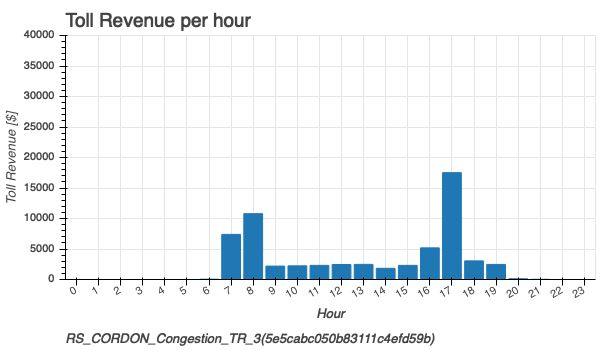 Toll Revenue per hour
40000
35000
30000
25000
20000
15000
10000
5000
0
Toll Revenue [$]
0 1 2 3 4 5 6 7 8 9 10 11 12 13 14 15 16 17 18 19 20 21 22 23
Hour
RS_CORDON_Congestion_TR_3(5e5cabc050b83111c4efd59b)